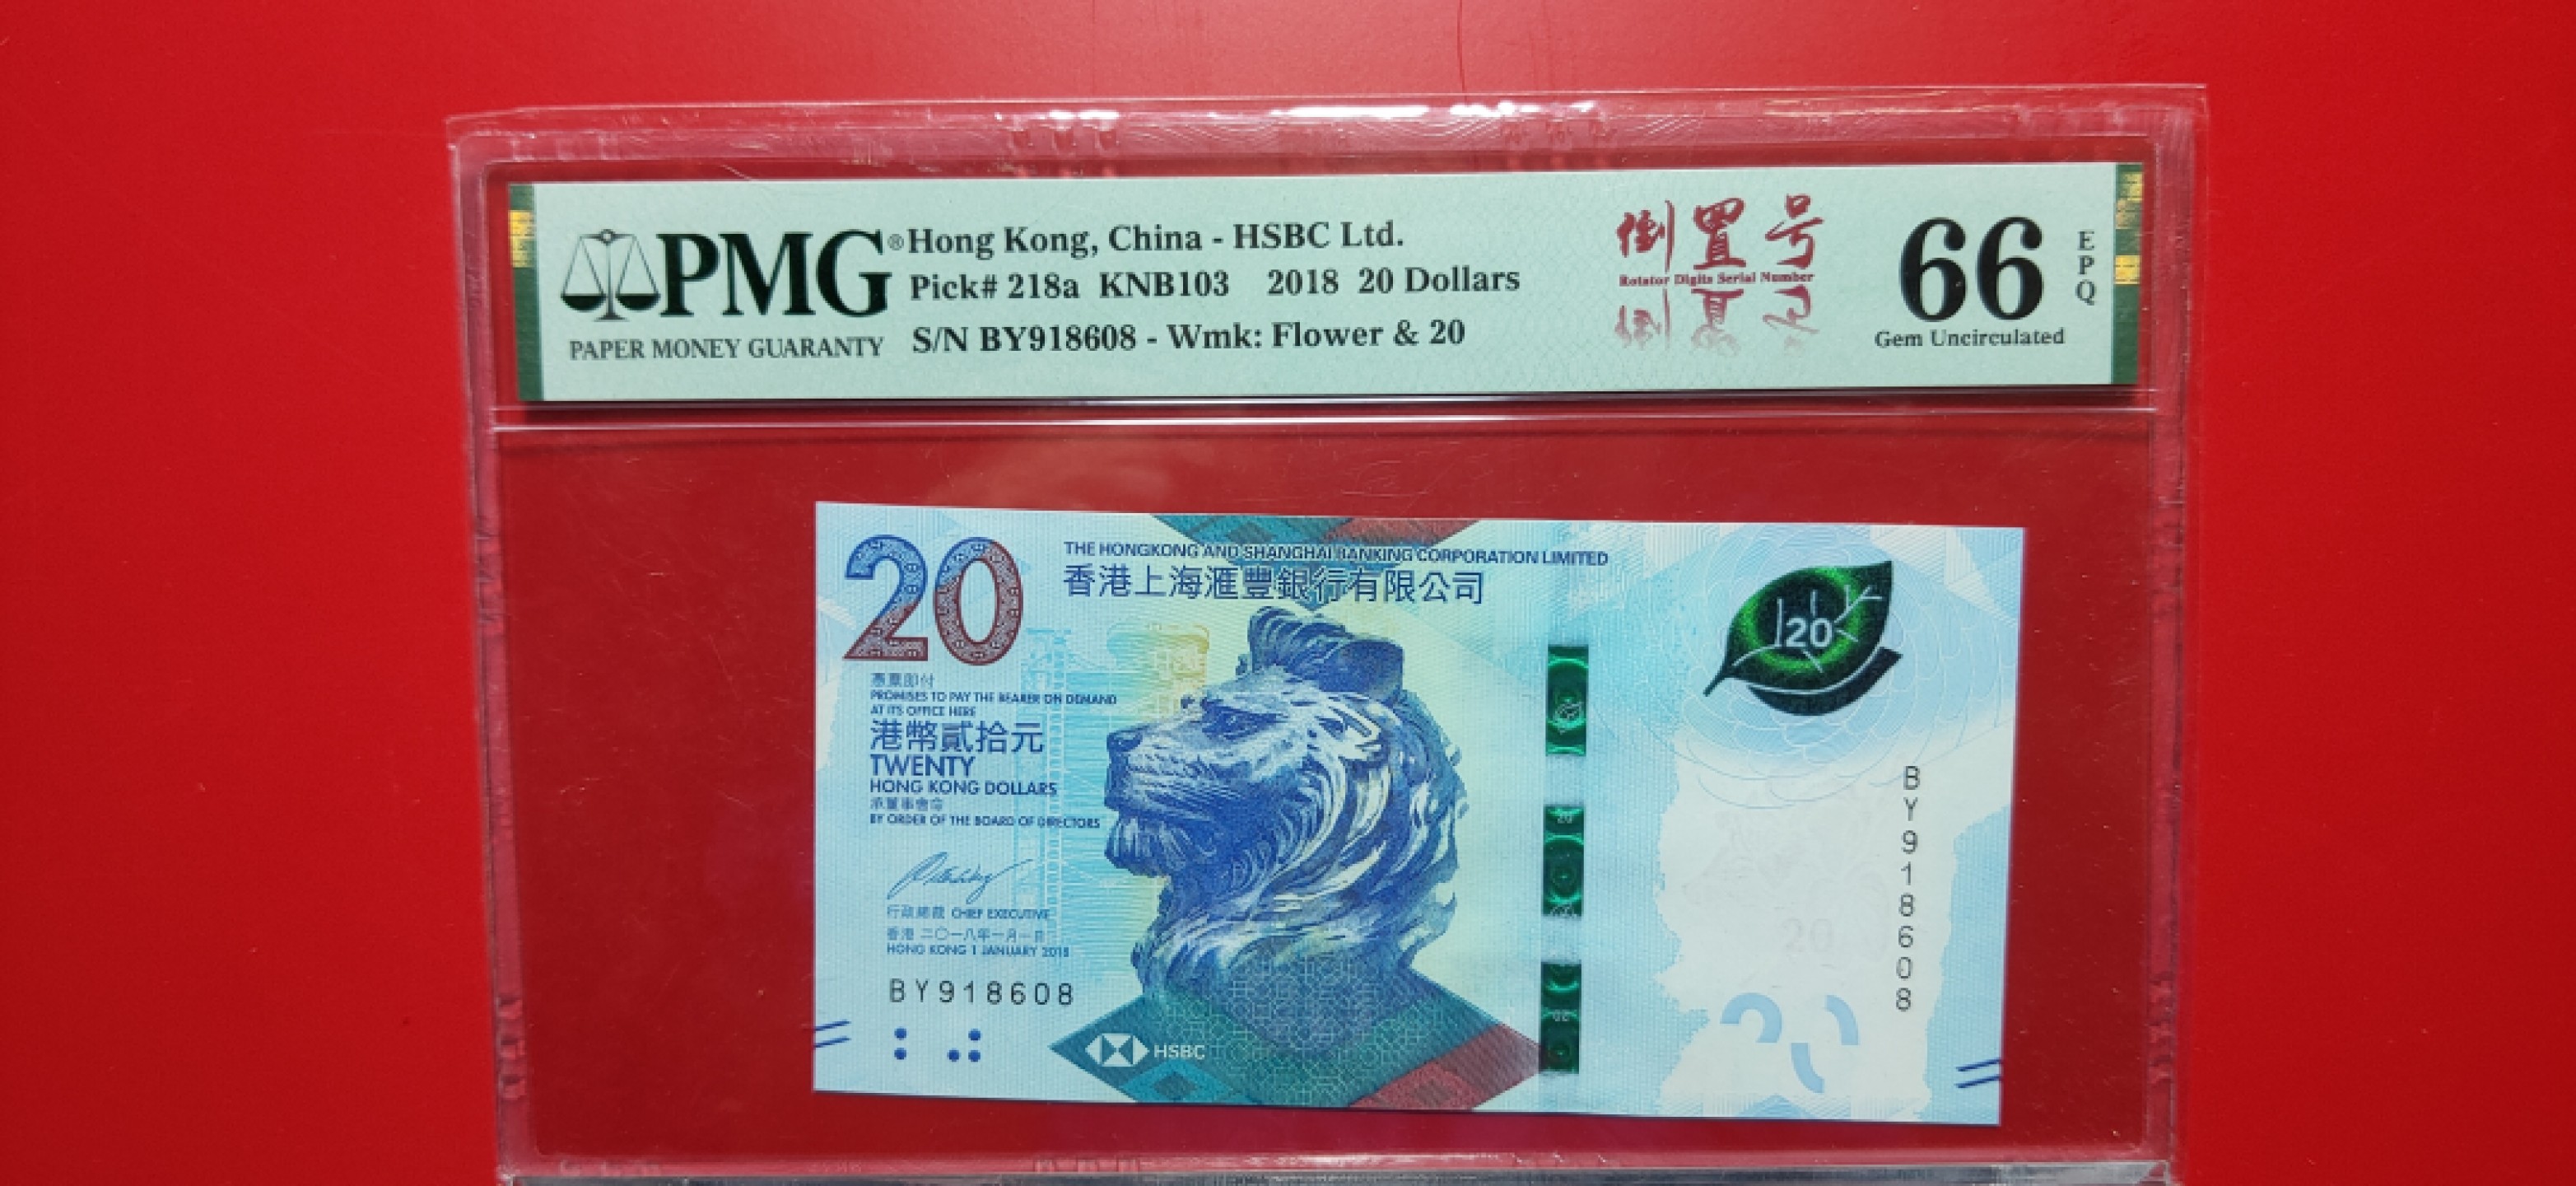 PMG®
PAPER MONEY GUARANTY
Hong Kong, China - HSBC Ltd.
Pick# 218a KNB103 2018 20 Dollars
S/N BY918608 - Wmk: Flower & 20
倒置号
Rotator Digits Serial Number
66
EPQ
Gem Uncirculated
20
THE HONGKONG AND SHANGHAI BANKING CORPORATION LIMITED
香港上海滙豐銀行有限公司
憑票即付
PROMISES TO PAY THE BEARER ON DEMAND
AT ITS OFFICE HERE
港幣貳拾元
TWENTY
HONG KONG DOLLARS
承董事會命
BY ORDER OF THE BOARD OF DIRECTORS
行政總裁 CHIEF EXECUTIVE
香港 二〇一八年一月一日
HONG KONG 1 JANUARY 2018
BY918608
HSBC
20
BY918608
20